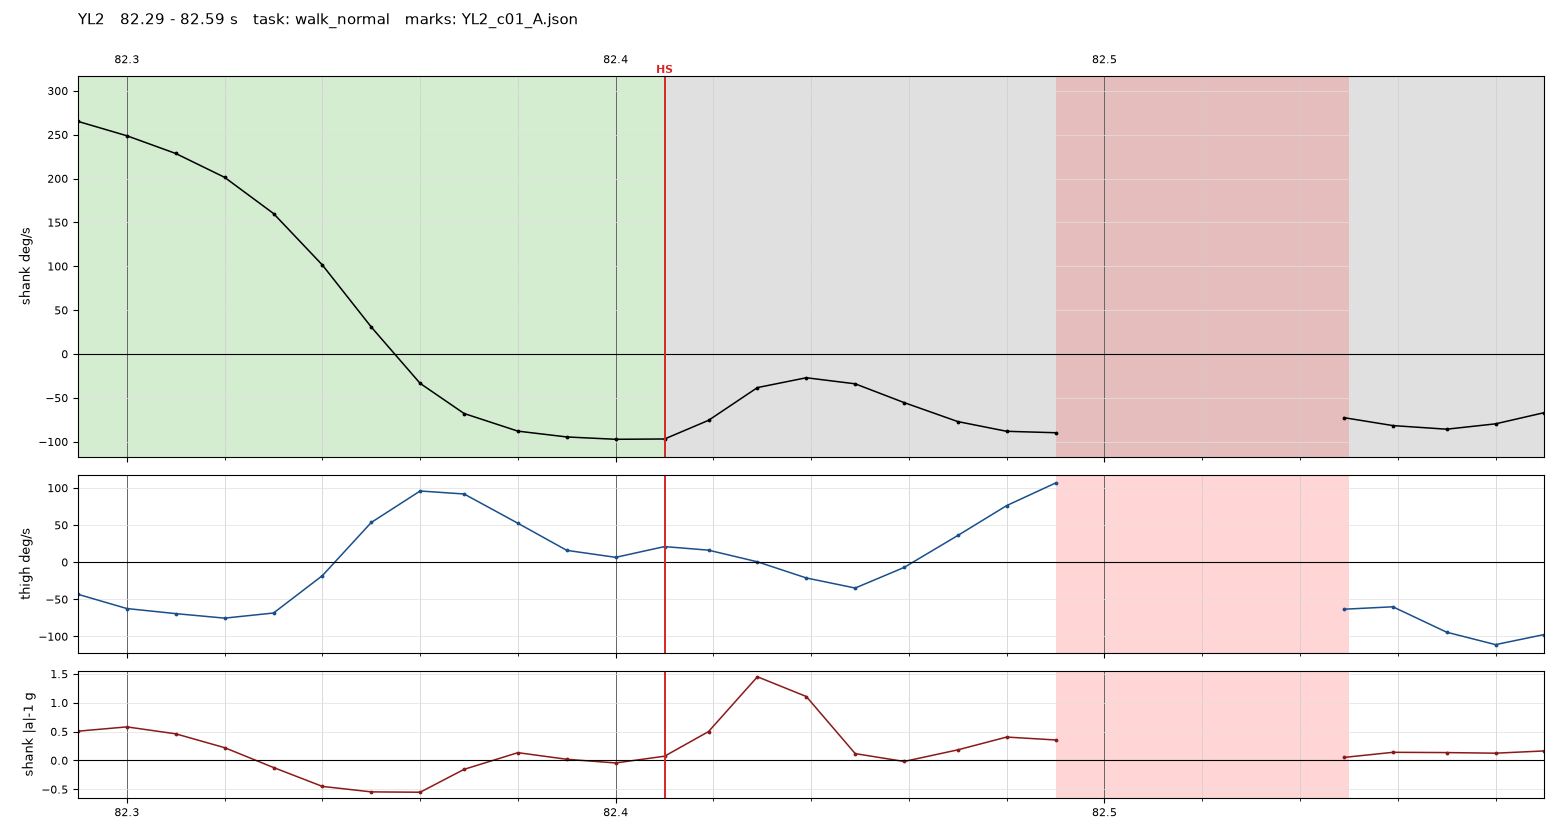 YL2   82.29 - 82.59 s   task: walk_normal   marks: YL2_c01_A.json
82.3 82.4 82.5
HS
300
250
200
150
100
50
0
−50
−100
shank deg/s
100
50
0
−50
−100
thigh deg/s
1.5
1.0
0.5
0.0
−0.5
shank |a|-1 g
82.3 82.4 82.5